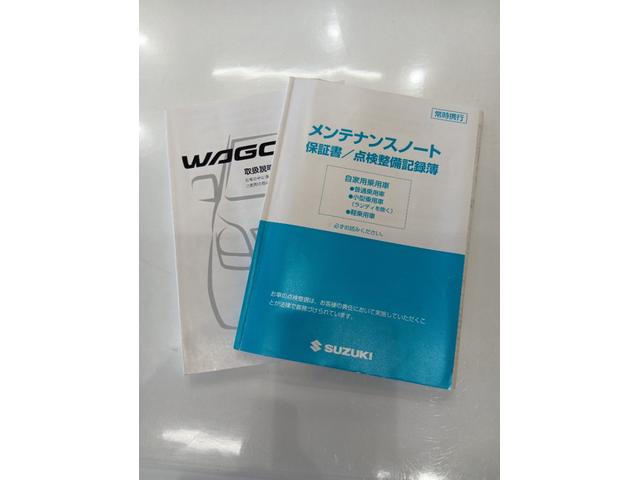 WAGO
取扱説明
常時携行
メンテナンスノート
保証書/点検整備記録簿
自家用乗用車
●普通乗用車
●小型乗用車
(ランディを除く)
●軽乗用車
必ずお読みください。
お車の点検整備は、お客様の責任において実施していただくこ
とが法律で義務づけられています。
SUZUKI